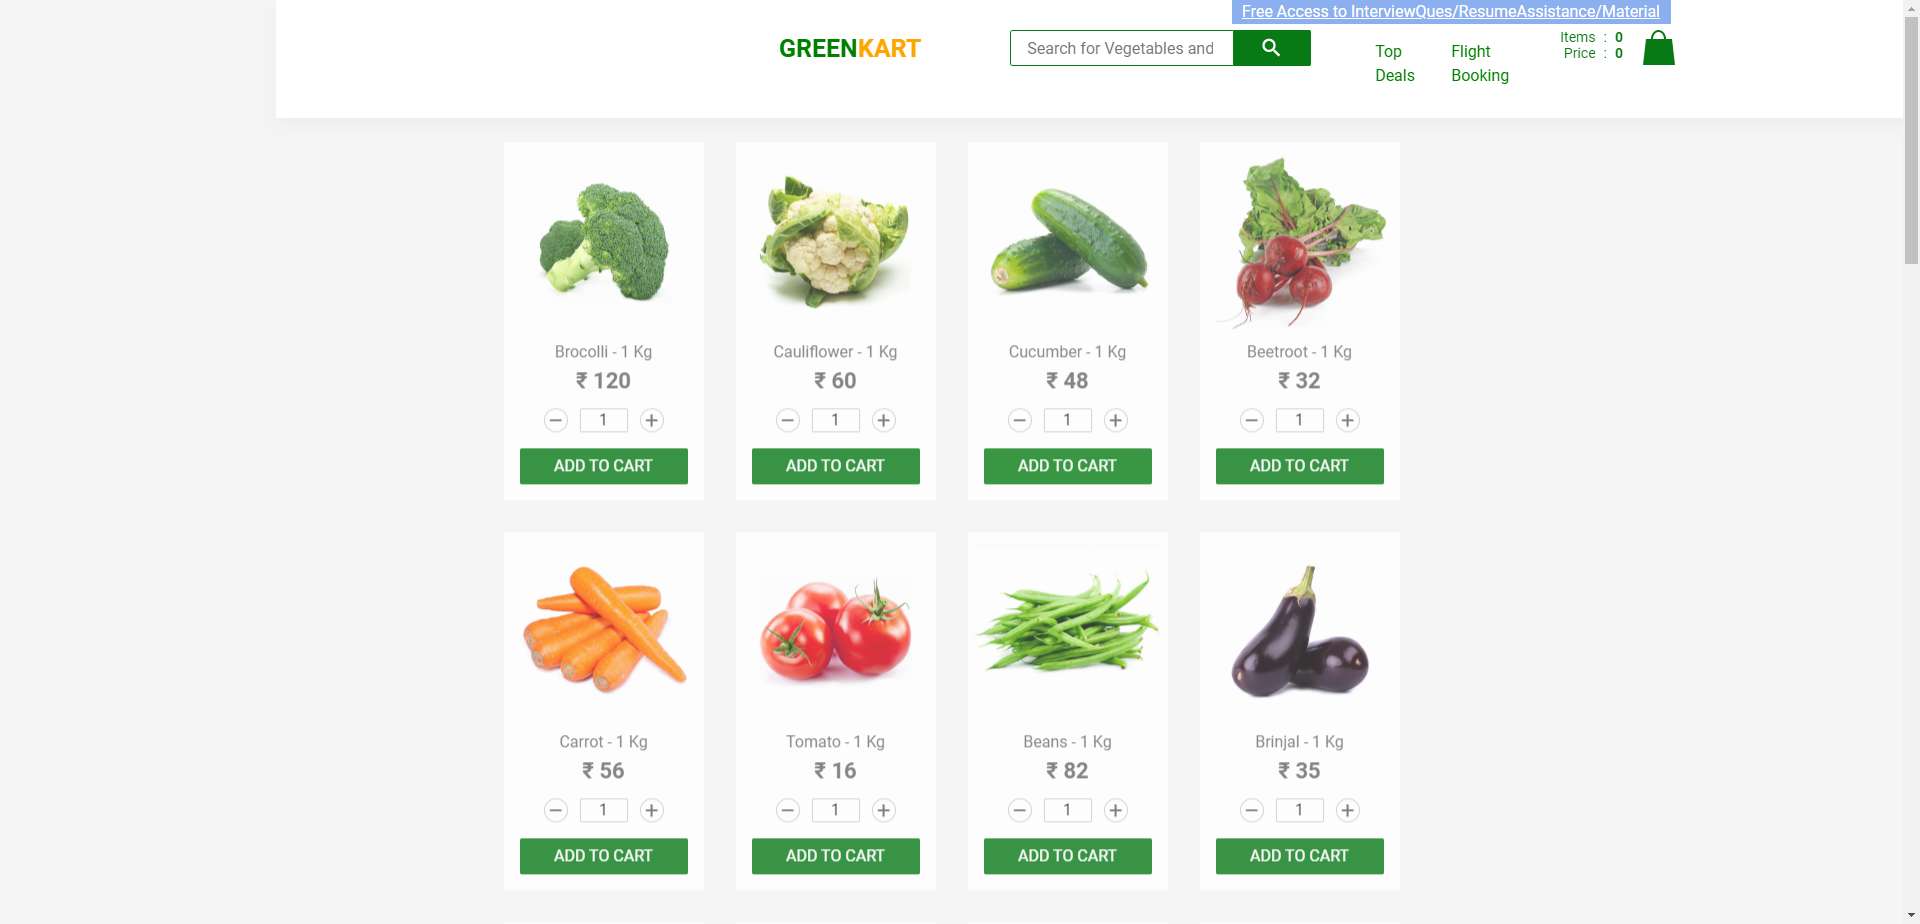 Free Access to InterviewQues/ResumeAssistance/Material
GREENKART
Search for Vegetables and
Top
Deals
Flight
Booking
Items : 0
Price : 0
Brocolli - 1 Kg
₹ 120
− 1 +
ADD TO CART
Cauliflower - 1 Kg
₹ 60
− 1 +
ADD TO CART
Cucumber - 1 Kg
₹ 48
− 1 +
ADD TO CART
Beetroot - 1 Kg
₹ 32
− 1 +
ADD TO CART
Carrot - 1 Kg
₹ 56
− 1 +
ADD TO CART
Tomato - 1 Kg
₹ 16
− 1 +
ADD TO CART
Beans - 1 Kg
₹ 82
− 1 +
ADD TO CART
Brinjal - 1 Kg
₹ 35
− 1 +
ADD TO CART